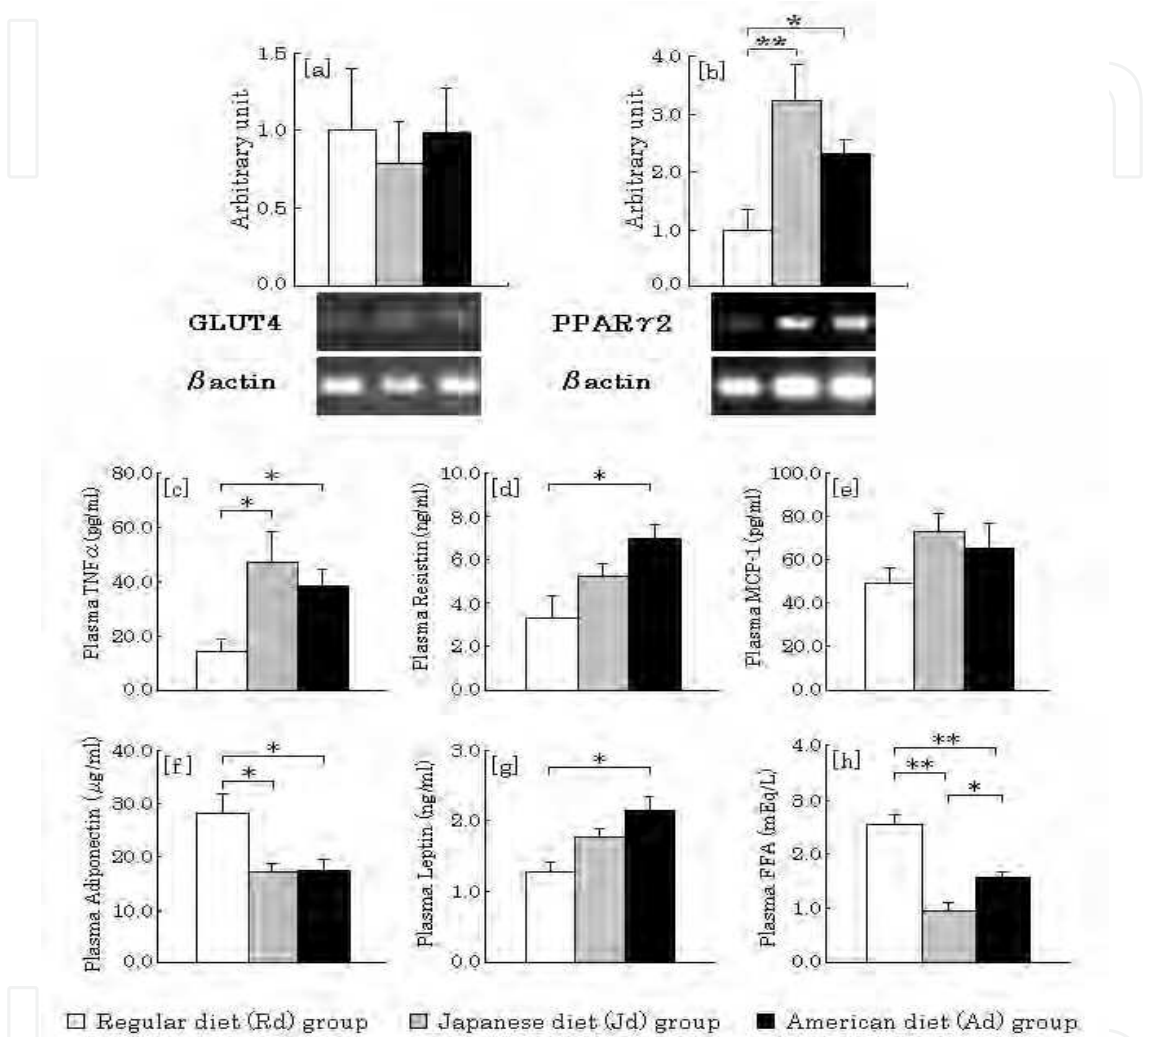 * *
** 
1.5 [a] 4.0 [b]
Arbitrary unit Arbitrary unit
1.0 3.0
0.5 2.0
0.0 1.0
0.0
GLUT4 PPARγ2
β actin β actin
80.0 [c] 10.0 [d] 100.0 [e]
* * *
60.0 8.0 80.0
40.0 6.0 60.0
20.0 4.0 40.0
0.0 2.0 20.0
0.0 0.0
Plasma TNFα (pg/ml) Plasma Resistin (ng/ml) Plasma MCP-1 (pg/ml)
40.0 [f] 3.0 [g] 4.0 [h]
* * * ** ** *
30.0 2.0 3.0
20.0 1.0 2.0
10.0 0.0 1.0
0.0 0.0
Plasma Adiponectin (μg/ml) Plasma Leptin (ng/ml) Plasma FFA (mEq/L)
Regular diet (Rd) group Japanese diet (Jd) group American diet (Ad) group